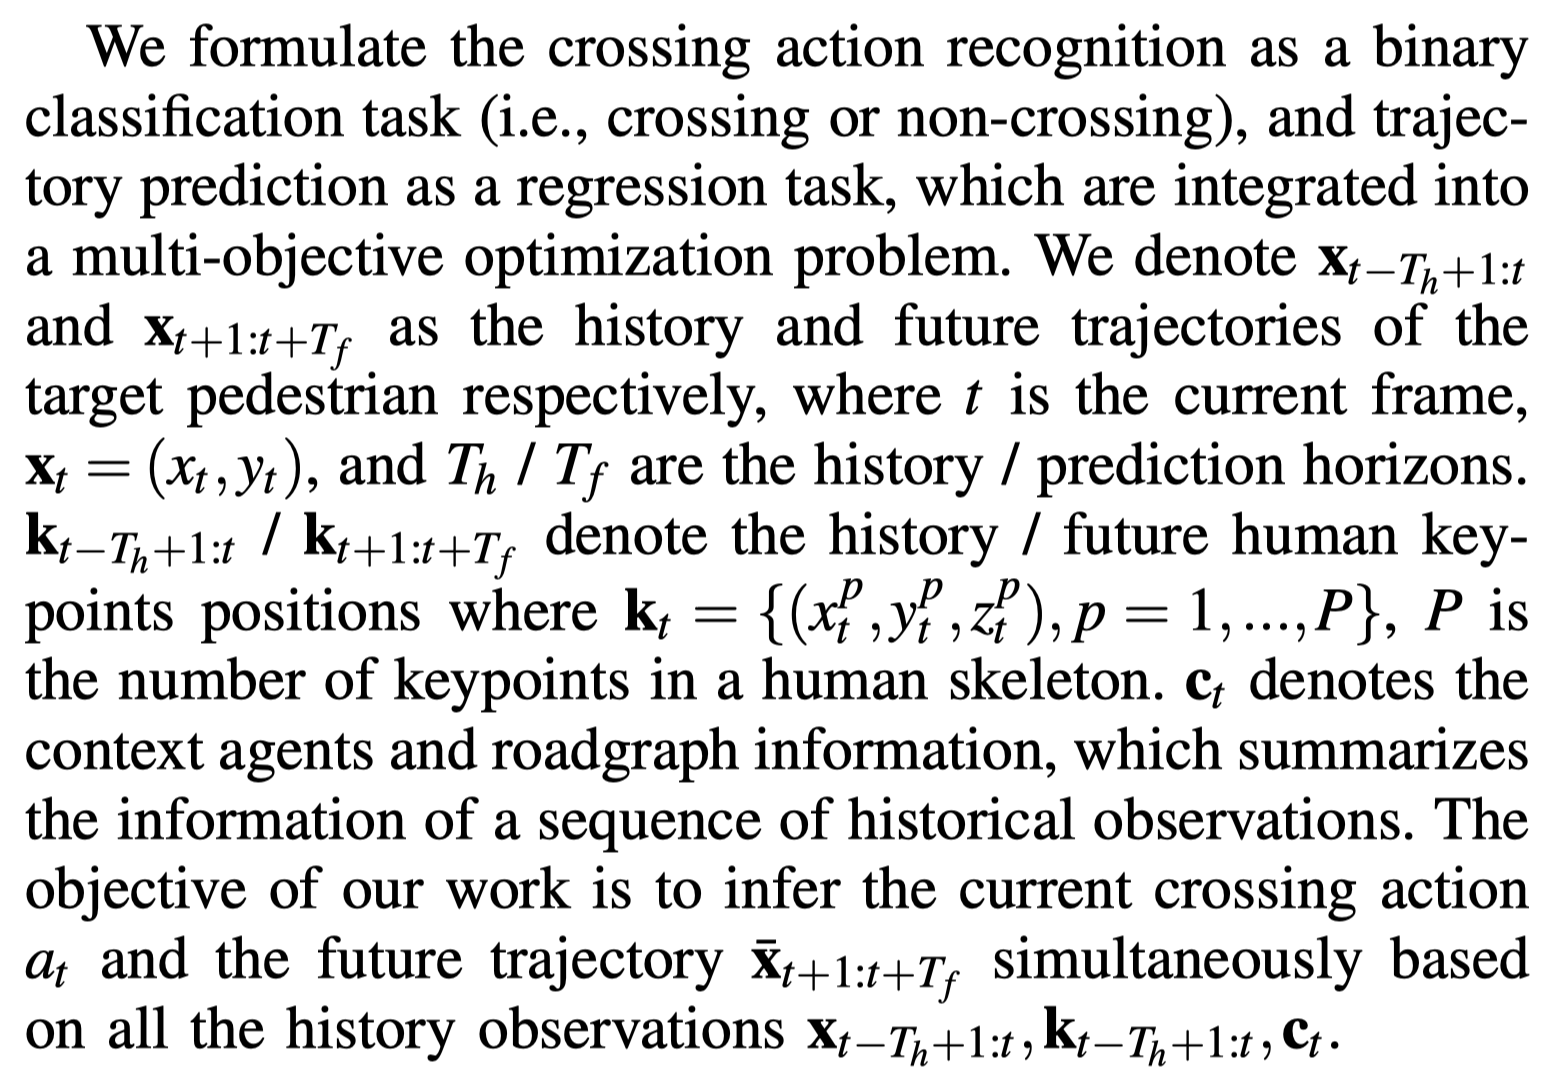 We formulate the crossing action recognition as a binary
classification task (i.e., crossing or non-crossing), and trajec-
tory prediction as a regression task, which are integrated into
a multi-objective optimization problem. We denote $\mathbf{x}_{t-T_h+1:t}$
and $\mathbf{x}_{t+1:t+T_f}$ as the history and future trajectories of the
target pedestrian respectively, where $t$ is the current frame,
$\mathbf{x}_t = (x_t, y_t)$, and $T_h$ / $T_f$ are the history / prediction horizons.
$\mathbf{k}_{t-T_h+1:t}$ / $\mathbf{k}_{t+1:t+T_f}$ denote the history / future human key-
points positions where $\mathbf{k}_t = \{(x_t^p, y_t^p, z_t^p), p = 1, ..., P\}$, $P$ is
the number of keypoints in a human skeleton. $\mathbf{c}_t$ denotes the
context agents and roadgraph information, which summarizes
the information of a sequence of historical observations. The
objective of our work is to infer the current crossing action
$a_t$ and the future trajectory $\bar{\mathbf{x}}_{t+1:t+T_f}$ simultaneously based
on all the history observations $\mathbf{x}_{t-T_h+1:t}, \mathbf{k}_{t-T_h+1:t}, \mathbf{c}_t$.